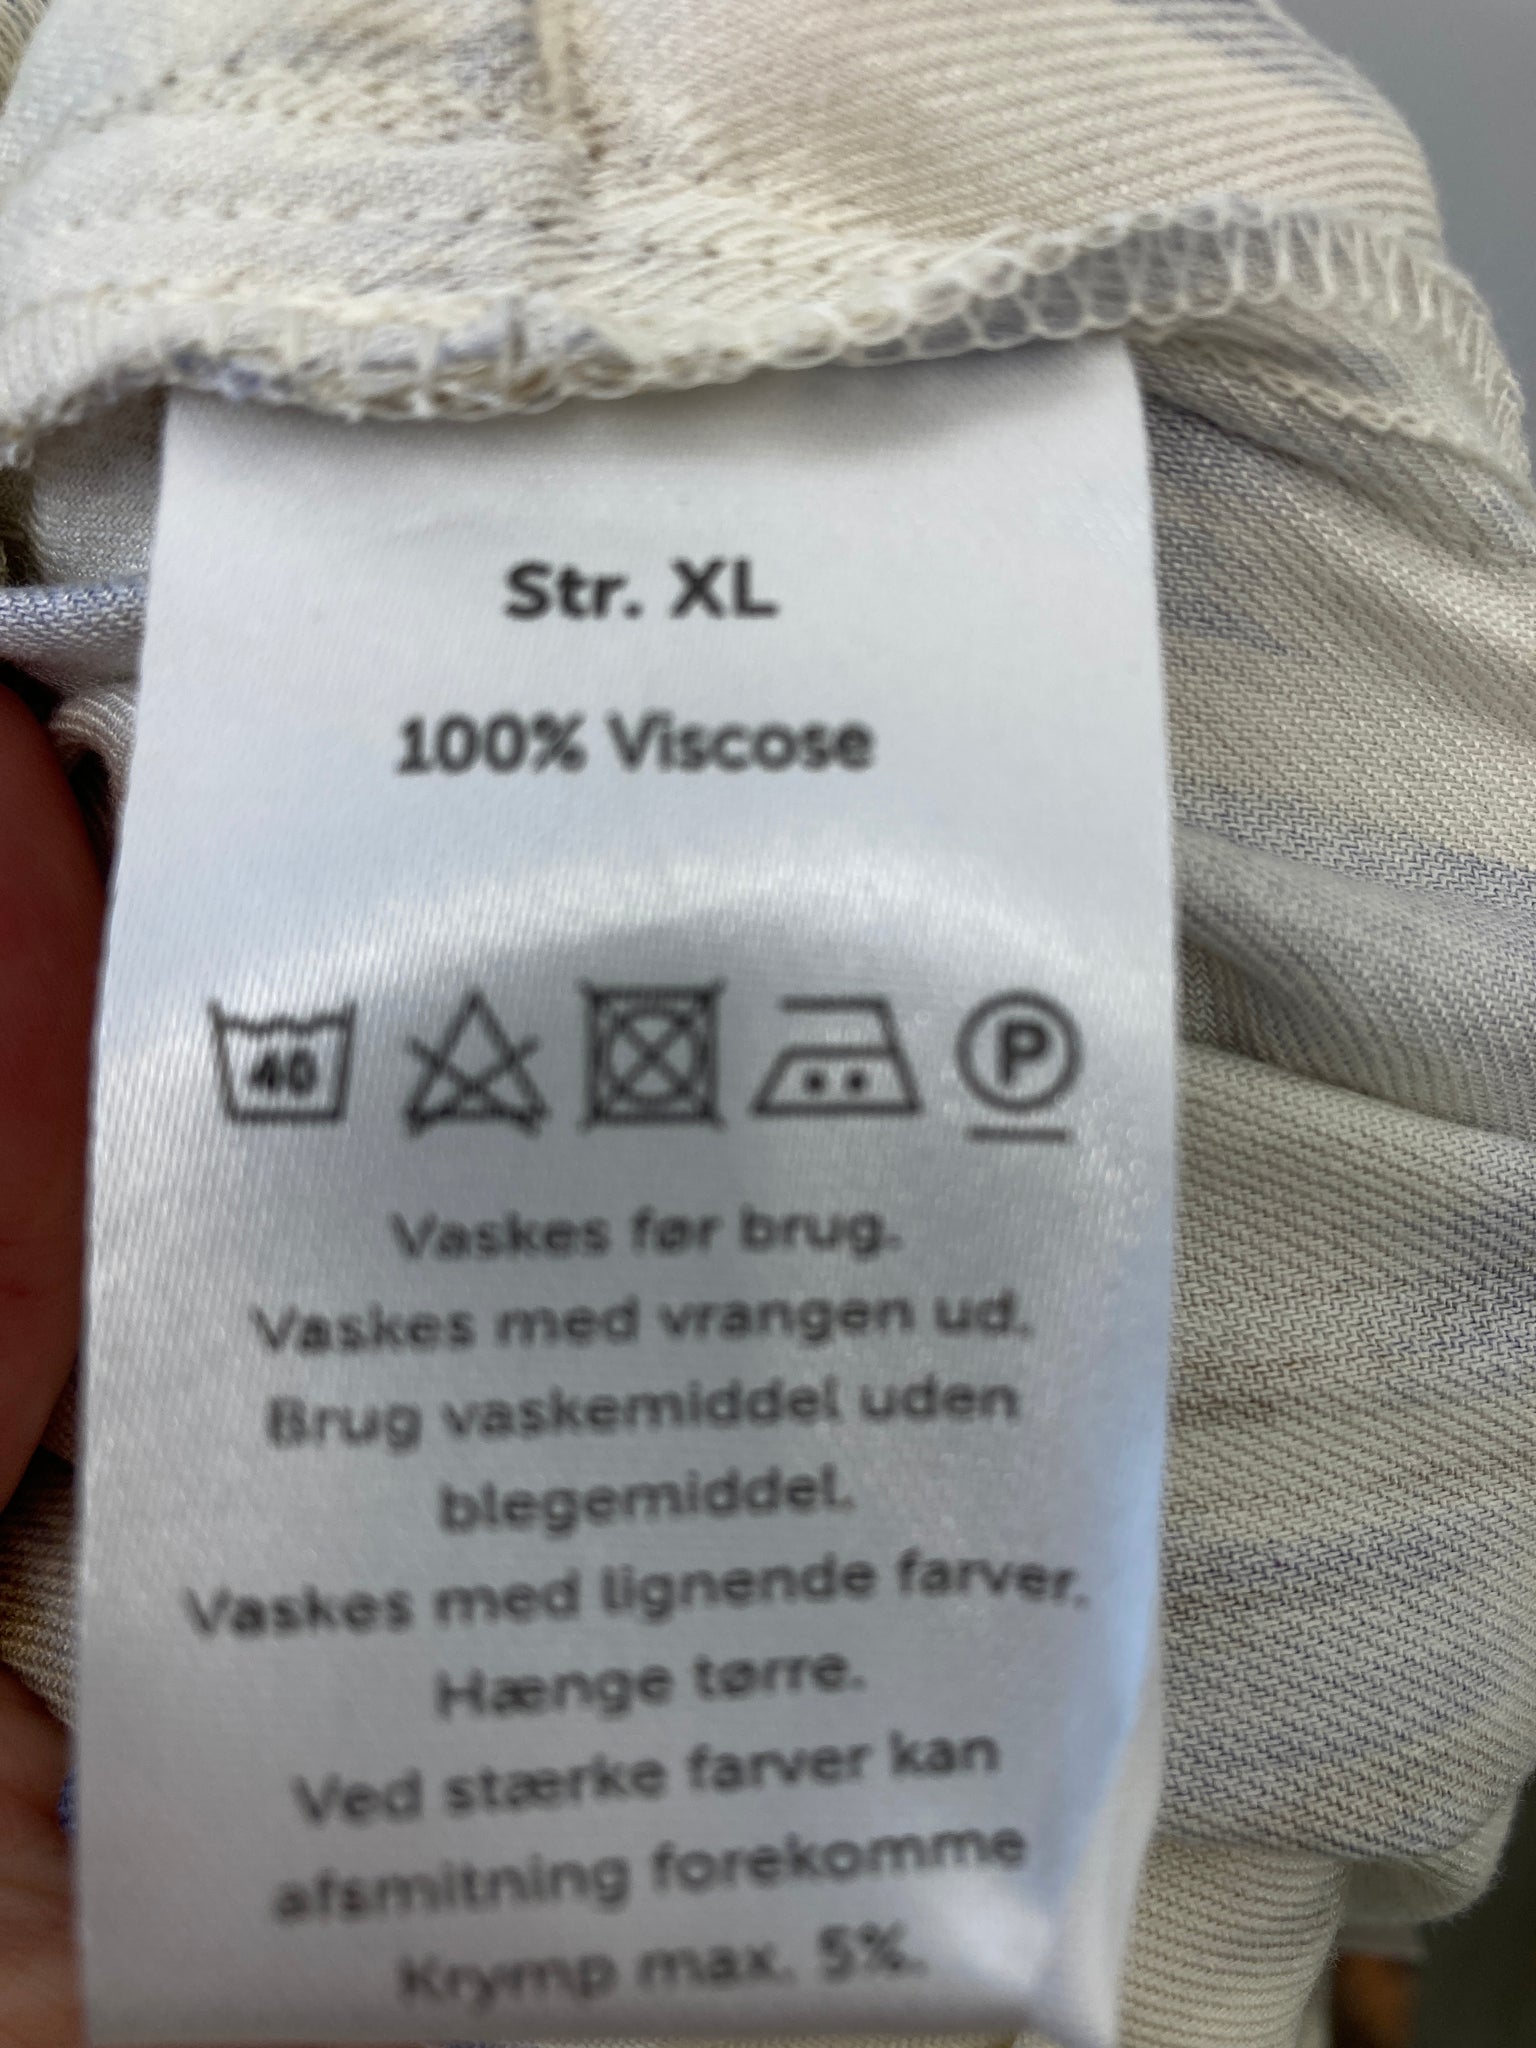 Str. XL
100% Viscose
40
P
Vaskes før brug.
Vaskes med vrangen ud.
Brug vaskemiddel uden
blegemiddel.
Vaskes med lignende farver.
Hænge tørre.
Ved stærke farver kan
afsmitning forekomme
Krymp max. 5%.